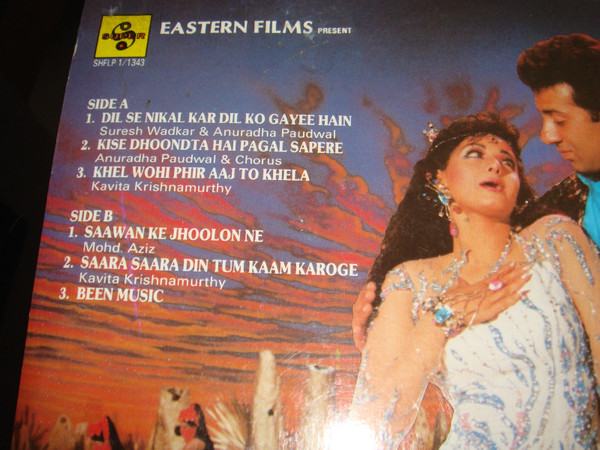 SUPER
SHFLP 1/1343
EASTERN FILMS PRESENT
SIDE A
1. DIL SE NIKAL KAR DIL KO GAYEE HAIN
Suresh Wadkar & Anuradha Paudwal
2. KISE DHOONDTA HAI PAGAL SAPERE
Anuradha Paudwal & Chorus
3. KHEL WOHI PHIR AAJ TO KHELA
Kavita Krishnamurthy
SIDE B
1. SAAWAN KE JHOOLON NE
Mohd. Aziz
2. SAARA SAARA DIN TUM KAAM KAROGE
Kavita Krishnamurthy
3. BEEN MUSIC